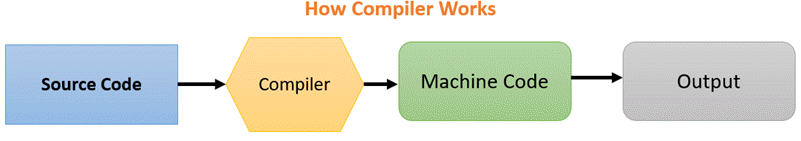 How Compiler Works
Source Code
Compiler
Machine Code
Output